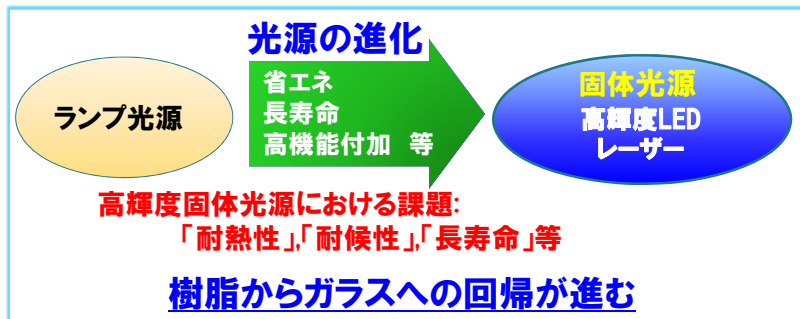 光源の進化
ランプ光源
省エネ
長寿命
高機能付加 等
固体光源
高輝度LED
レーザー
高輝度固体光源における課題:
「耐熱性」,「耐候性」,「長寿命」等
樹脂からガラスへの回帰が進む